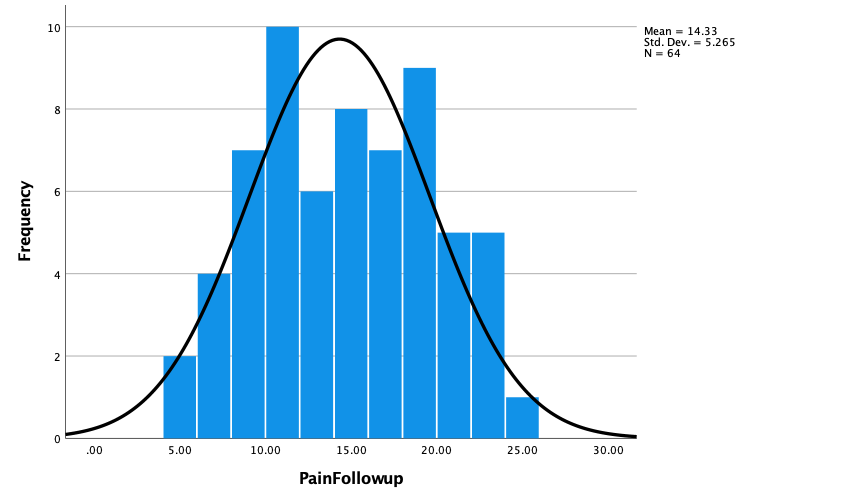 Mean = 14.33
Std. Dev. = 5.265
N = 64
Frequency
10
8
6
4
2
0
.00 5.00 10.00 15.00 20.00 25.00 30.00
PainFollowup